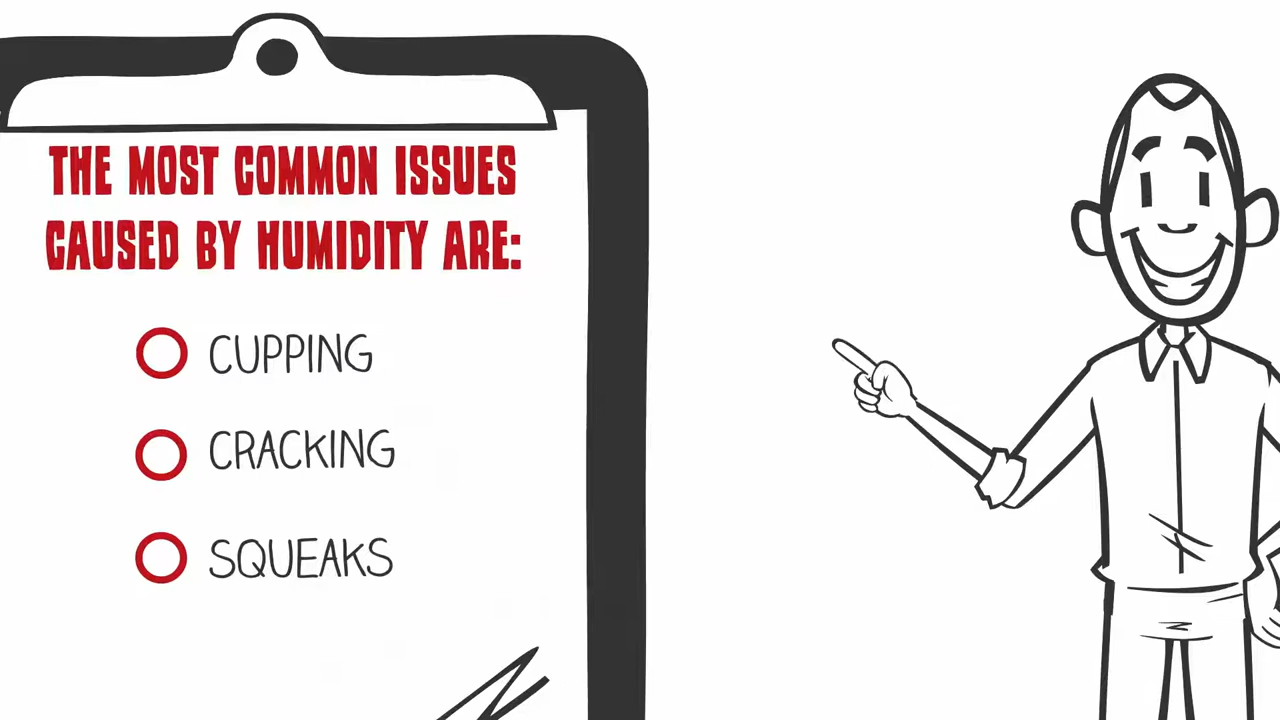 THE MOST COMMON ISSUES
CAUSED BY HUMIDITY ARE:
CUPPING
CRACKING
SQUEAKS